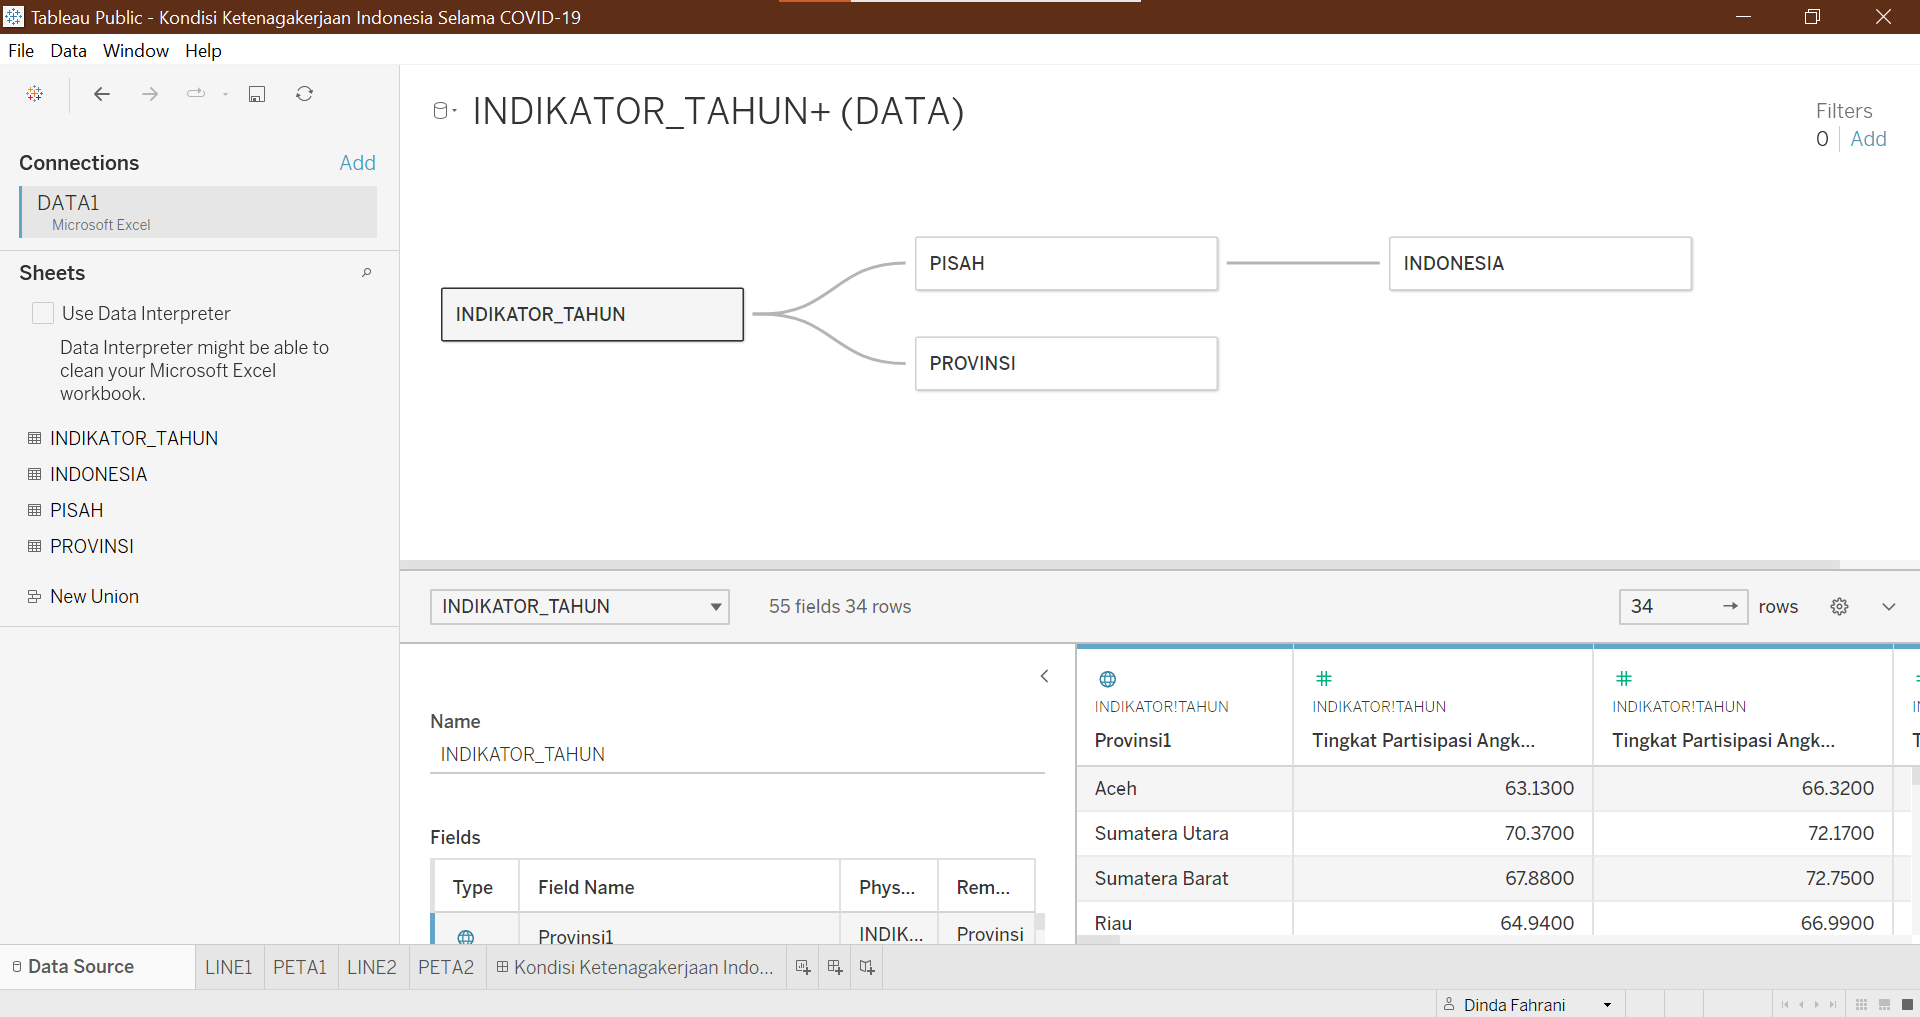 Tableau Public - Kondisi Ketenagakerjaan Indonesia Selama COVID-19
File Data Window Help
INDIKATOR_TAHUN+ (DATA)
Filters
0 Add
Connections Add
DATA1
Microsoft Excel
Sheets
Use Data Interpreter
Data Interpreter might be able to
clean your Microsoft Excel
workbook.
INDIKATOR_TAHUN
INDONESIA
PISAH
PROVINSI
New Union
INDIKATOR_TAHUN
PISAH
INDONESIA
PROVINSI
INDIKATOR_TAHUN 55 fields 34 rows 34 rows
Name
INDIKATOR_TAHUN
Fields
Type Field Name Phys... Rem...
Provinsi1 INDIK... Provinsi
INDIKATOR!TAHUN INDIKATOR!TAHUN INDIKATOR!TAHUN
Provinsi1 Tingkat Partisipasi Angk... Tingkat Partisipasi Angk...
Aceh 63.1300 66.3200
Sumatera Utara 70.3700 72.1700
Sumatera Barat 67.8800 72.7500
Riau 64.9400 66.9900
Data Source LINE1 PETA1 LINE2 PETA2 Kondisi Ketenagakerjaan Indo...
Dinda Fahrani